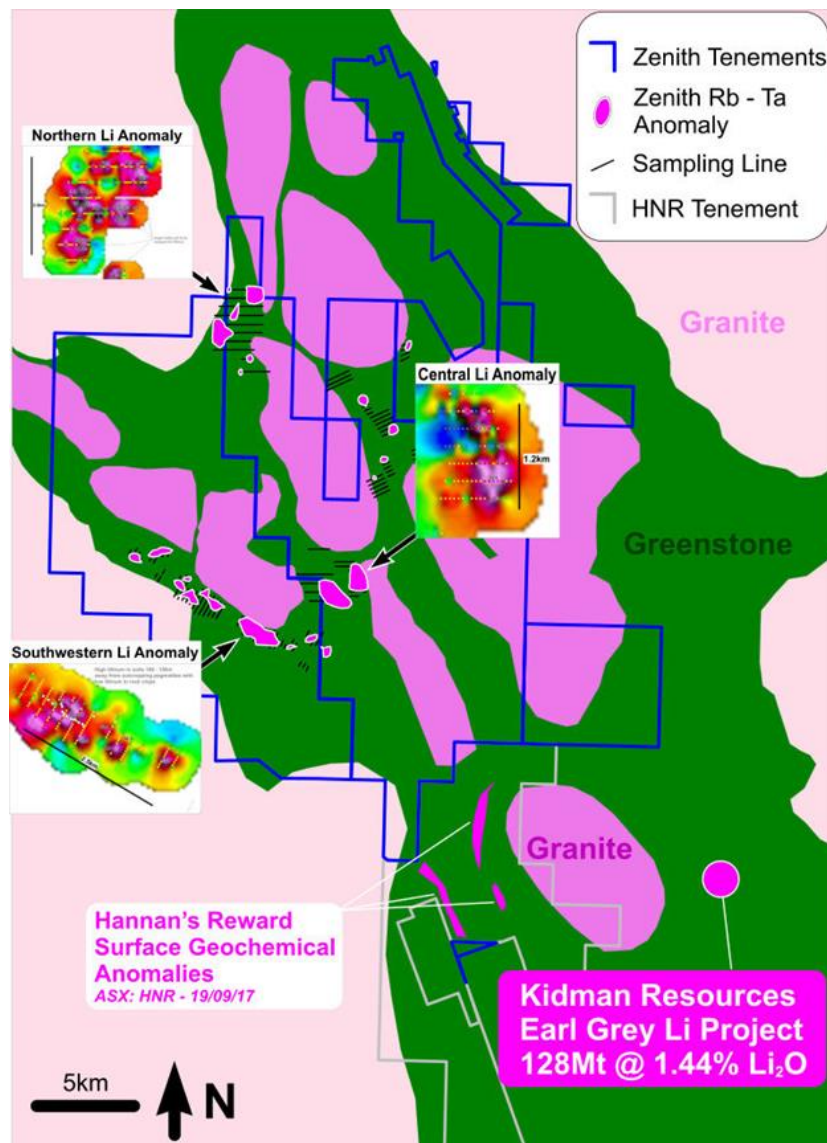 Zenith Tenements
Zenith Rb - Ta
Anomaly
Sampling Line
HNR Tenement
Northern Li Anomaly
Granite
Central Li Anomaly
1.2km
Greenstone
Southwestern Li Anomaly
Granite
Hannan's Reward
Surface Geochemical
Anomalies
ASX: HNR - 19/09/17
Kidman Resources
Earl Grey Li Project
128Mt @ 1.44% Li₂O
5km
N